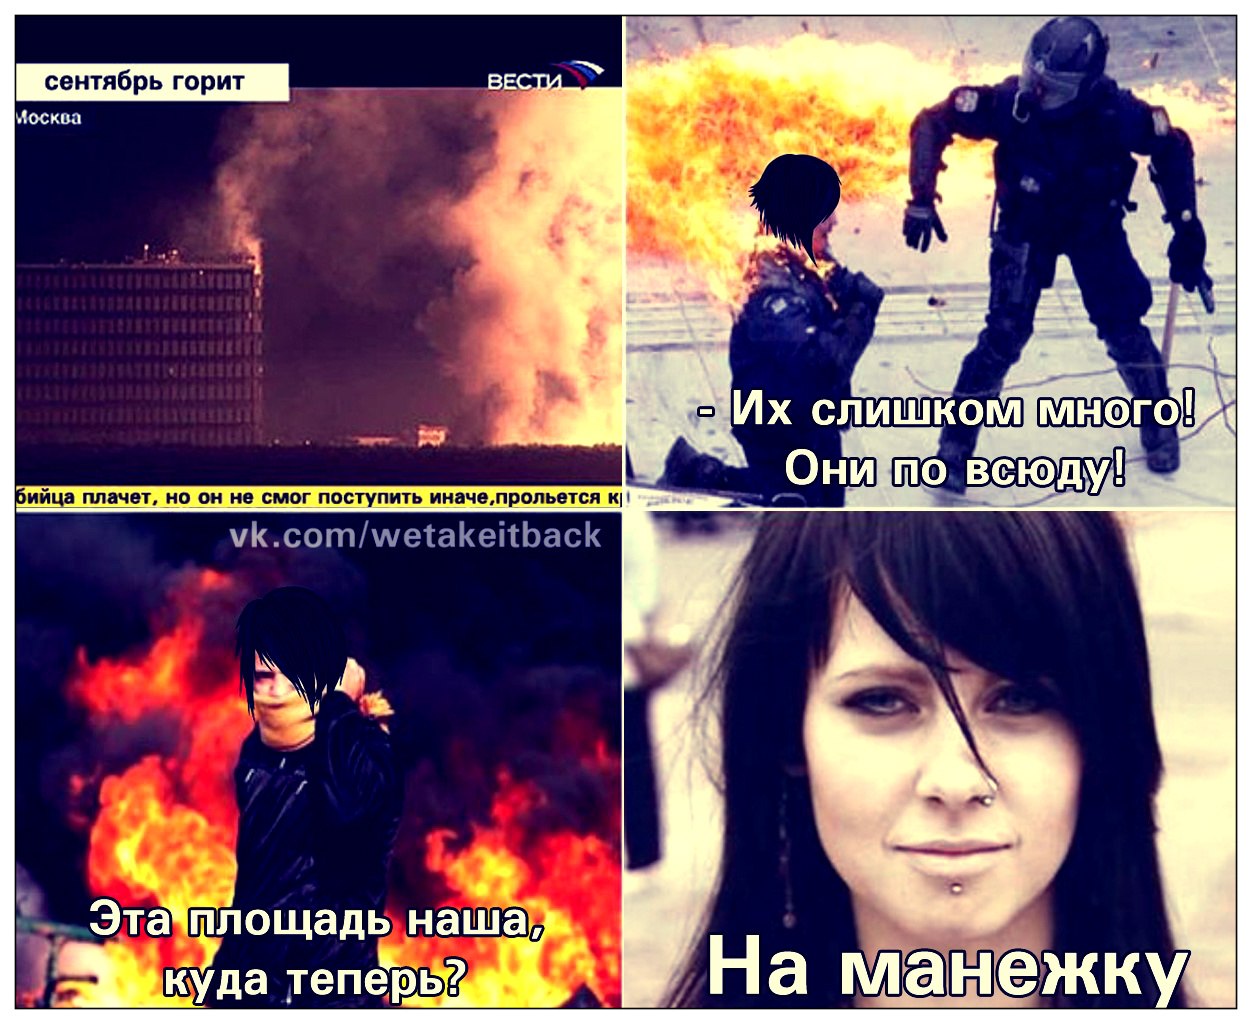 сентябрь горит
ВЕСТИ
Москва
бийца плачет, но он не смог поступить иначе,прольется к
- Их слишком много!
Они по всюду!
vk.com/wetakeitback
Эта площадь наша,
куда теперь?
На манежку